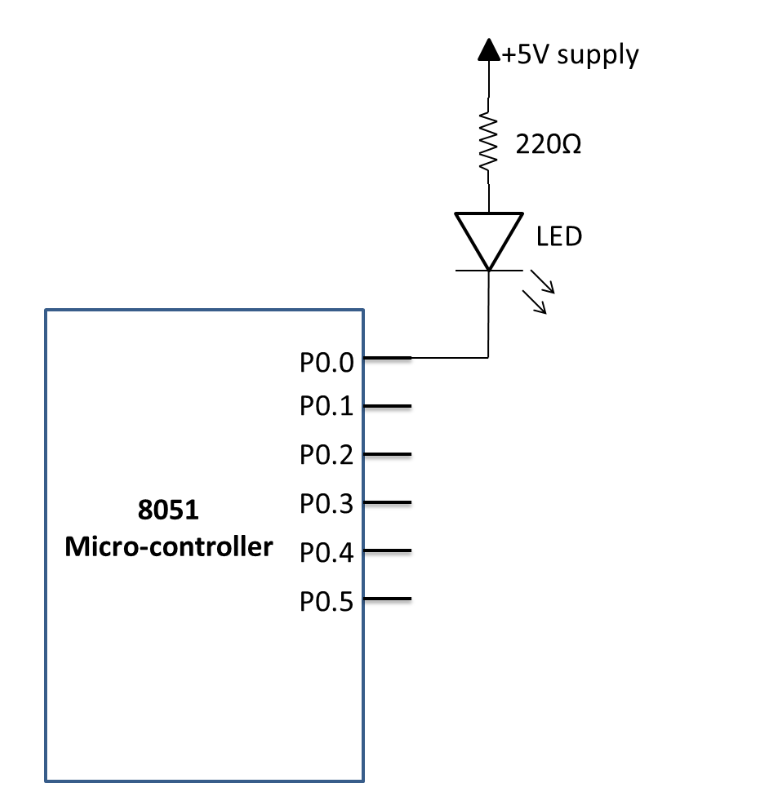 +5V supply
220Ω
LED
P0.0
P0.1
P0.2
P0.3
P0.4
P0.5
8051
Micro-controller